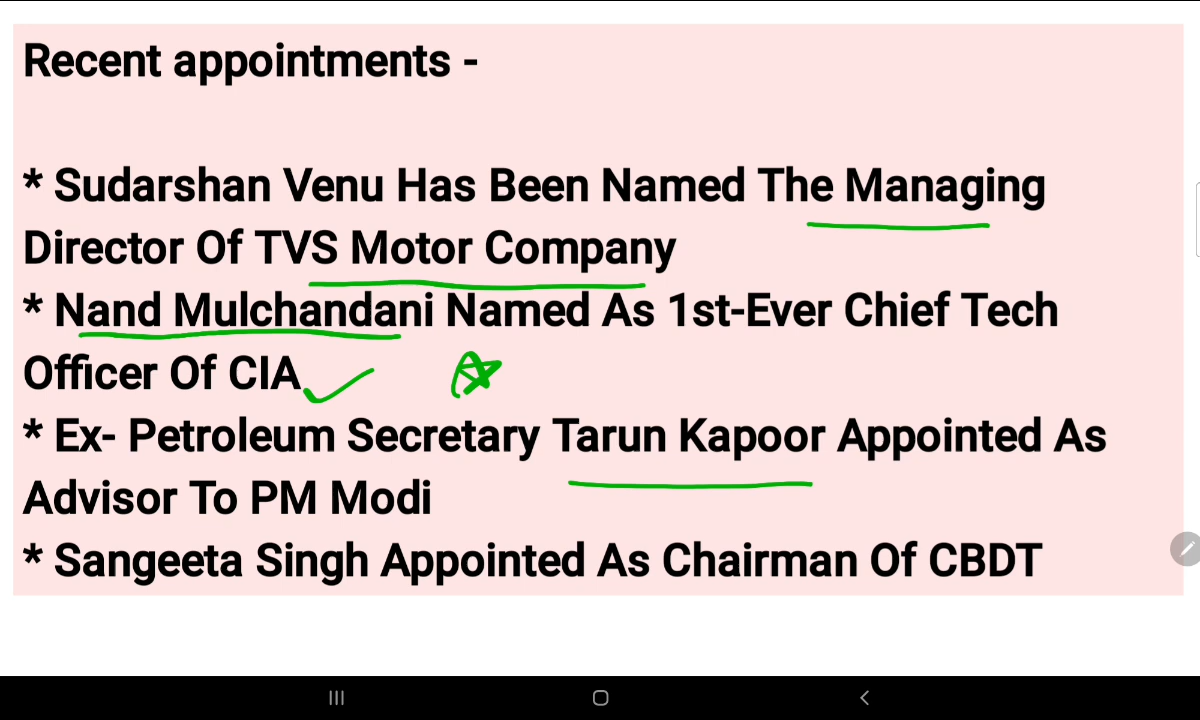 Recent appointments -
* Sudarshan Venu Has Been Named The Managing
Director Of TVS Motor Company
* Nand Mulchandani Named As 1st-Ever Chief Tech
Officer Of CIA
* Ex- Petroleum Secretary Tarun Kapoor Appointed As
Advisor To PM Modi
* Sangeeta Singh Appointed As Chairman Of CBDT